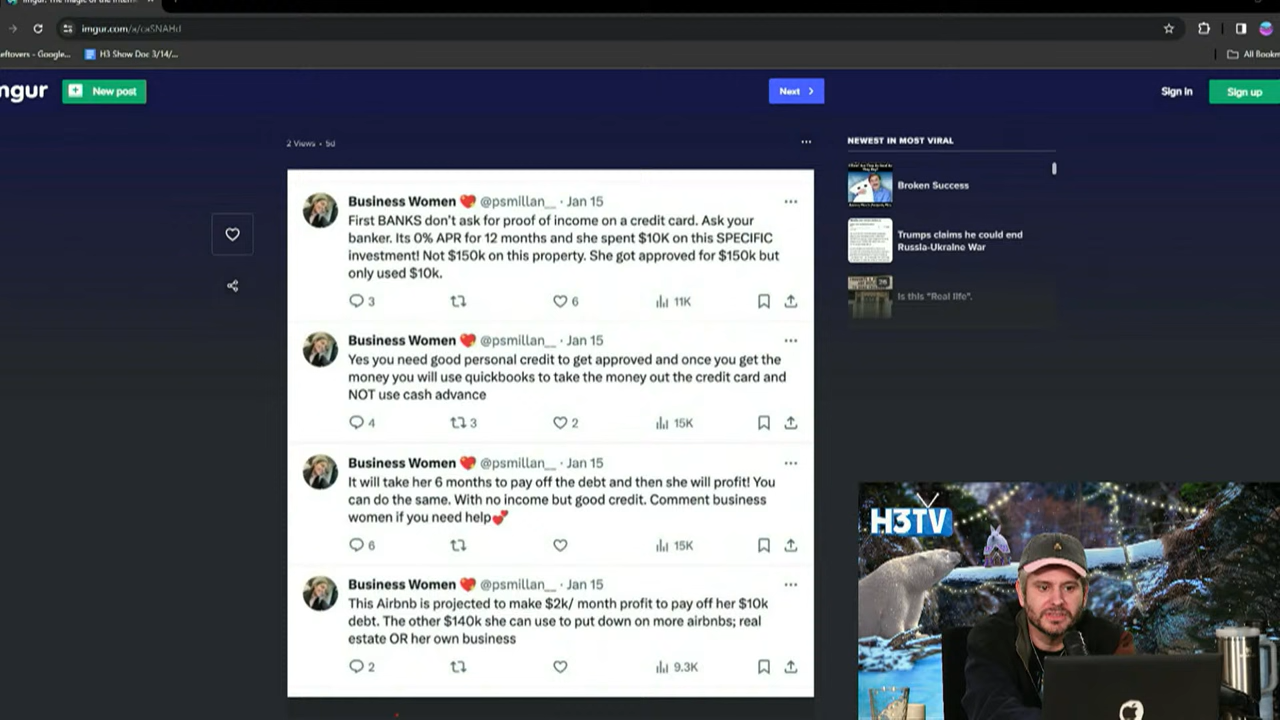 imgur.com/a/
eftovers - Google...
H3 Show Doc 3/14/...
All Bookm
ngur
New post
Next
Sign in
Sign up
2 Views • 5d
...
NEWEST IN MOST VIRAL
Broken Success
Trumps claims he could end
Russia-Ukraine War
Is this "Real life".
Business Women @psmillan__ · Jan 15
First BANKS don't ask for proof of income on a credit card. Ask your
banker. Its 0% APR for 12 months and she spent $10K on this SPECIFIC
investment! Not $150k on this property. She got approved for $150k but
only used $10k.
3 6 11K
Business Women @psmillan__ · Jan 15
Yes you need good personal credit to get approved and once you get the
money you will use quickbooks to take the money out the credit card and
NOT use cash advance
4 3 2 15K
Business Women @psmillan__ · Jan 15
It will take her 6 months to pay off the debt and then she will profit! You
can do the same. With no income but good credit. Comment business
women if you need help
6 15K
Business Women @psmillan__ · Jan 15
This Airbnb is projected to make $2k/ month profit to pay off her $10k
debt. The other $140k she can use to put down on more airbnbs; real
estate OR her own business
2 9.3K
H3TV